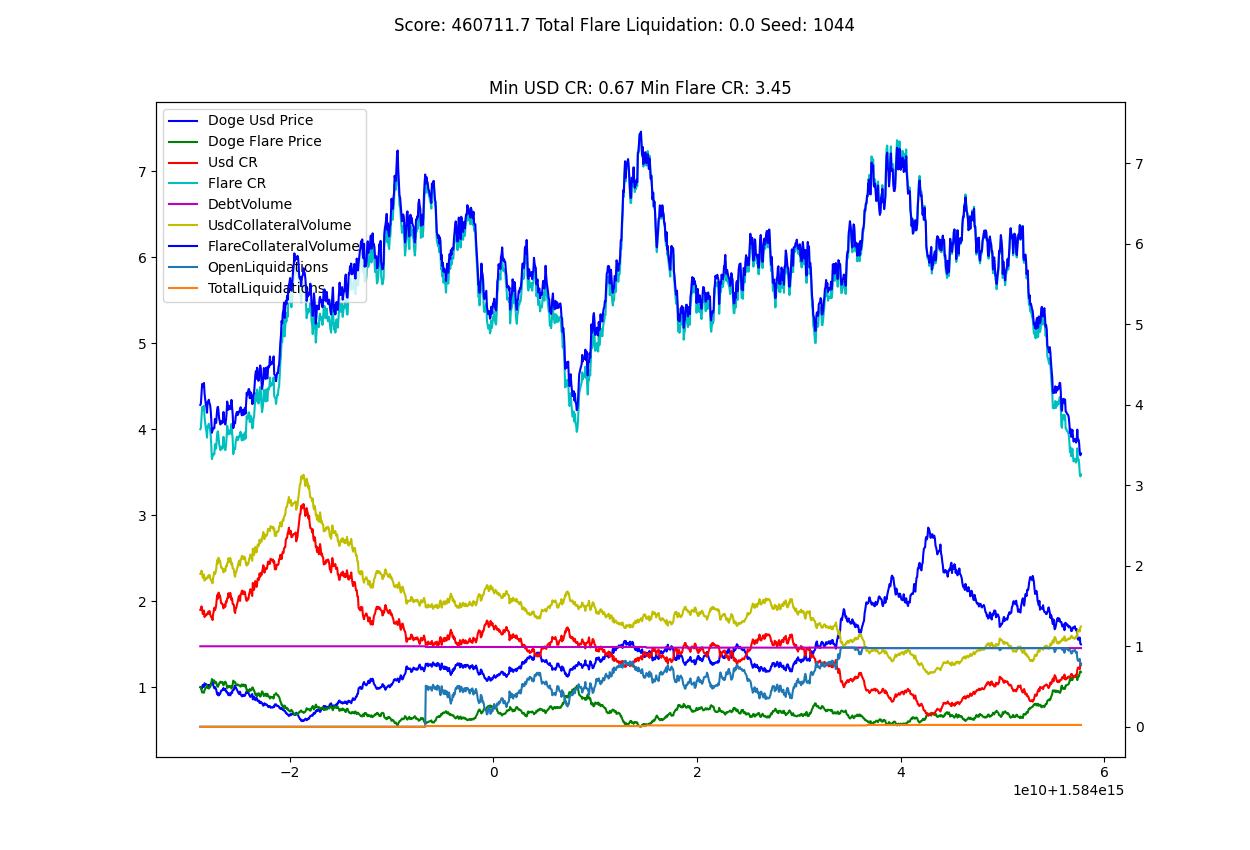 Score: 460711.7 Total Flare Liquidation: 0.0 Seed: 1044
Min USD CR: 0.67 Min Flare CR: 3.45
Doge Usd Price
Doge Flare Price
Usd CR
Flare CR
DebtVolume
UsdCollateralVolume
FlareCollateralVolume
OpenLiquidations
TotalLiquidations
7
6
5
4
3
2
1
7
6
5
4
3
2
1
0
−2
0
2
4
6
1e10+1.584e15